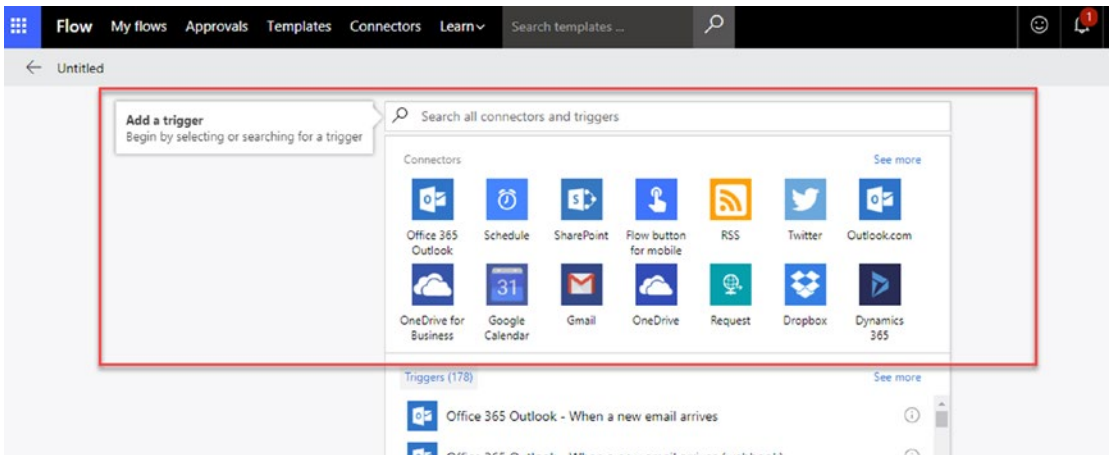 Flow My flows Approvals Templates Connectors Learn Search templates ... 1
Untitled
Add a trigger
Begin by selecting or searching for a trigger
Search all connectors and triggers
Connectors See more
Office 365 Outlook
Schedule
SharePoint
Flow button for mobile
RSS
Twitter
Outlook.com
31
OneDrive for Business
Google Calendar
Gmail
OneDrive
Request
Dropbox
Dynamics 365
Triggers (178) See more
Office 365 Outlook - When a new email arrives